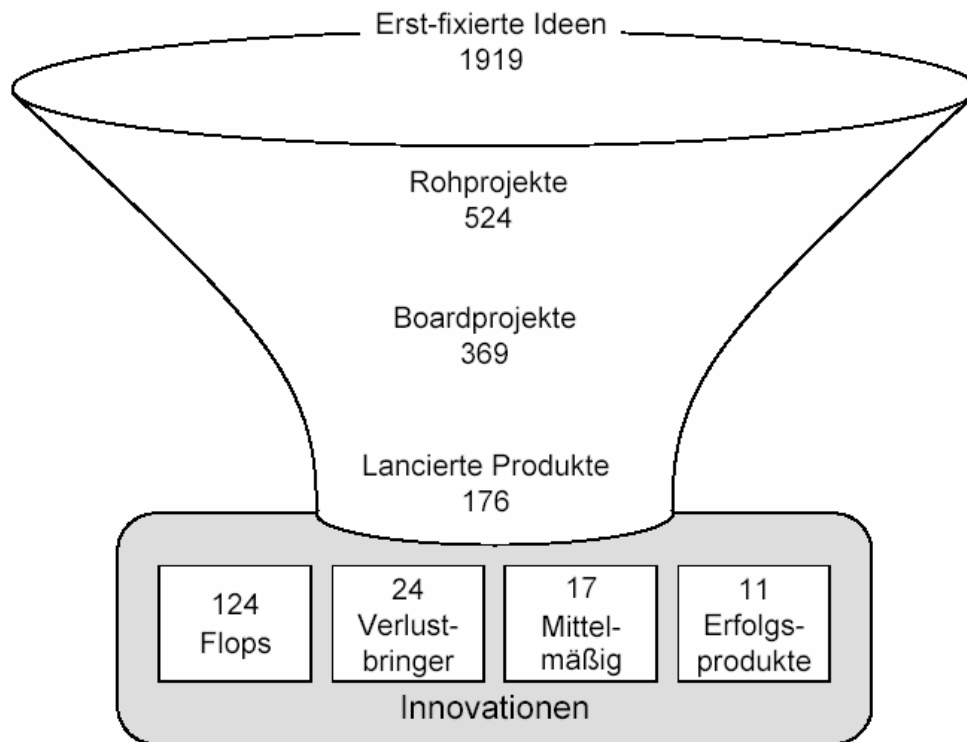 Erst-fixierte Ideen
1919
Rohprojekte
524
Boardprojekte
369
Lancierte Produkte
176
124
Flops
24
Verlust-
bringer
17
Mittel-
mäßig
11
Erfolgs-
produkte
Innovationen